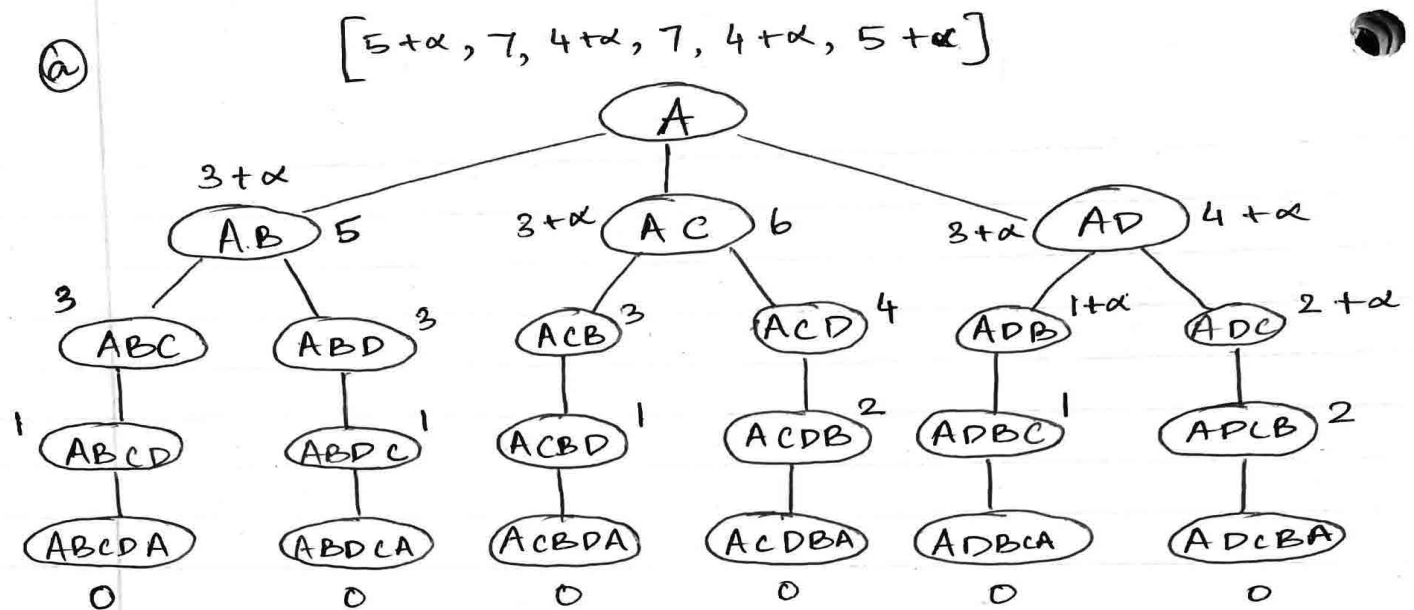 a [5+α, 7, 4+α, 7, 4+α, 5+α]
A
3+α
AB 5 3+α AC 6 3+α AD 4+α
3 ABC ABD 3 ACB 3 ACD 4 ADB 1+α ADC 2+α
1 ABCD ABDC 1 ACBD 1 ACDB 2 ADBC 1 ADCB 2
ABCDA ABDCA ACBDA ACDBA ADBCA ADCBA
0 0 0 0 0 0